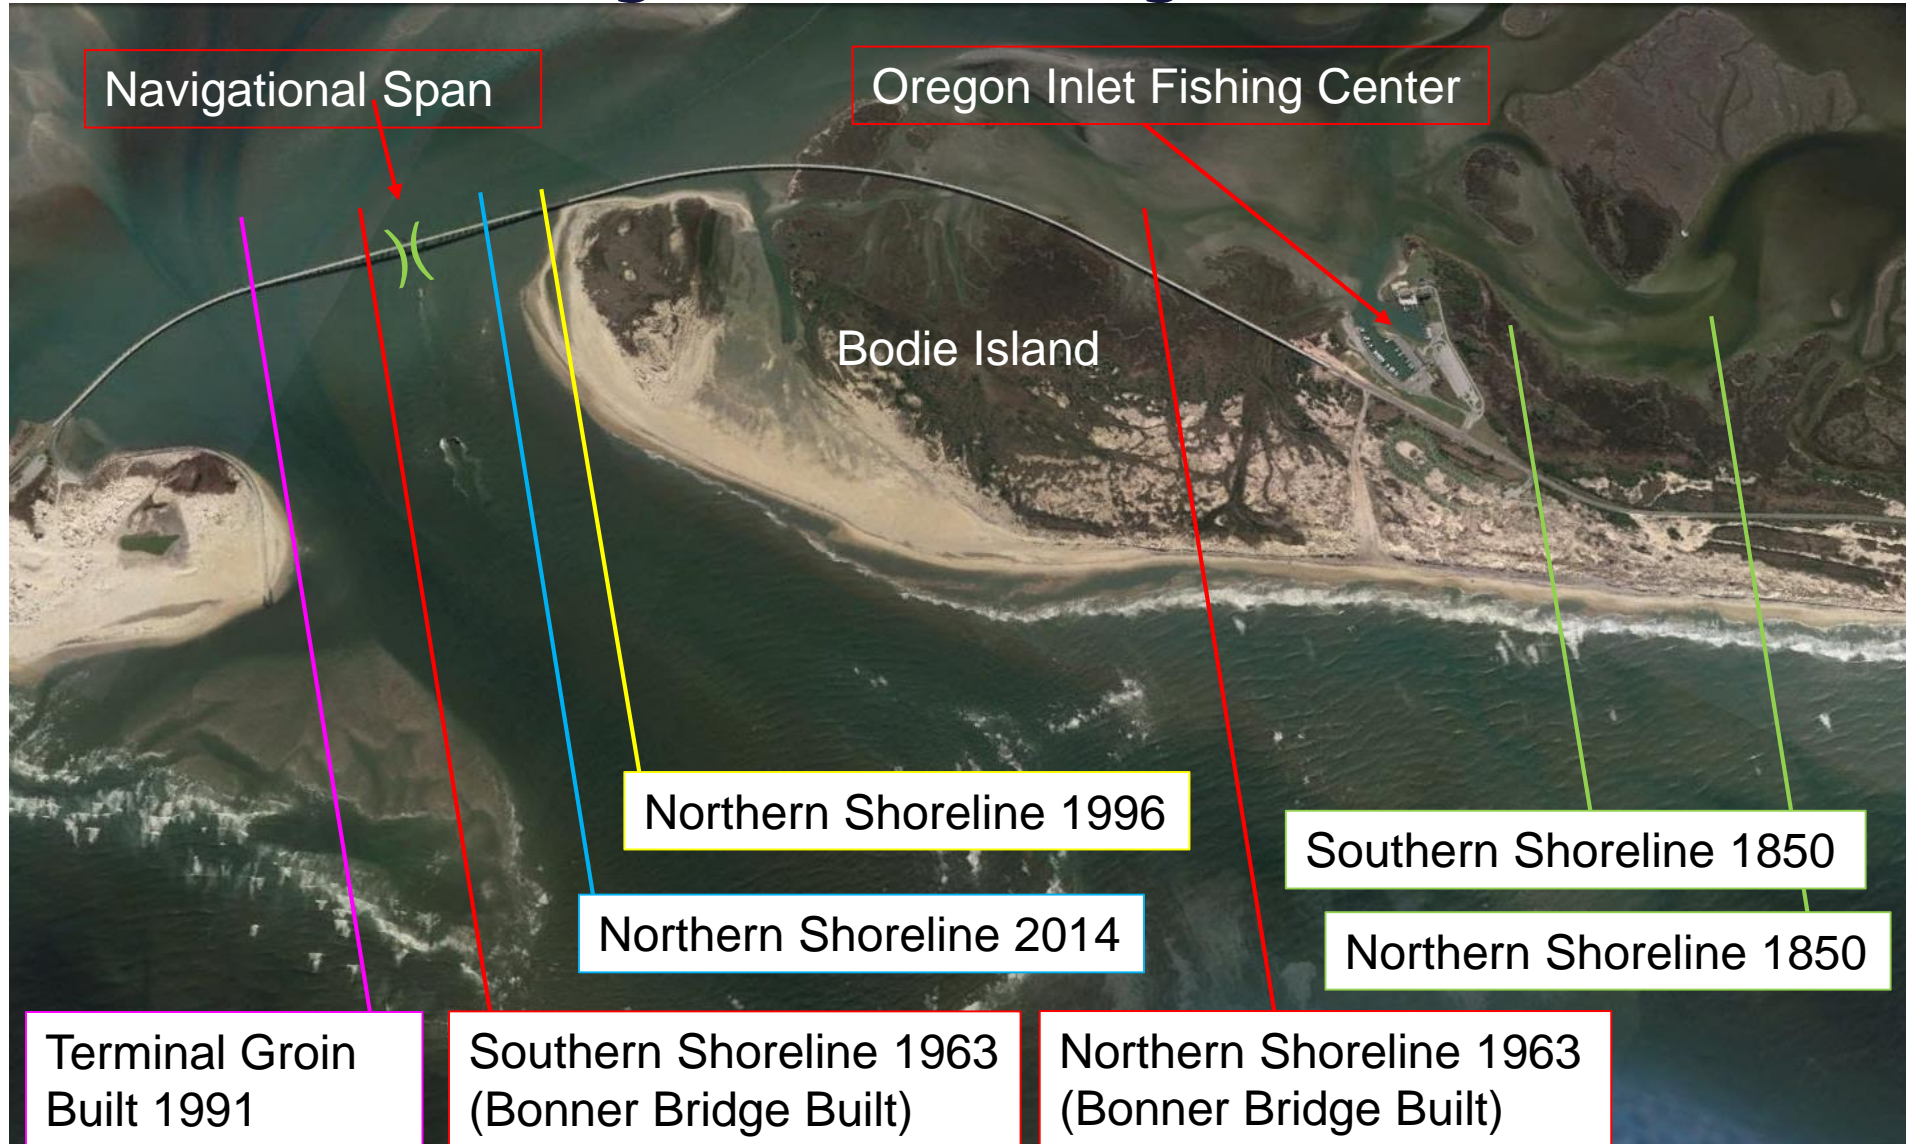 Navigational Span
Oregon Inlet Fishing Center
Bodie Island
Northern Shoreline 1996
Southern Shoreline 1850
Northern Shoreline 2014
Northern Shoreline 1850
Terminal Groin
Built 1991
Southern Shoreline 1963
(Bonner Bridge Built)
Northern Shoreline 1963
(Bonner Bridge Built)